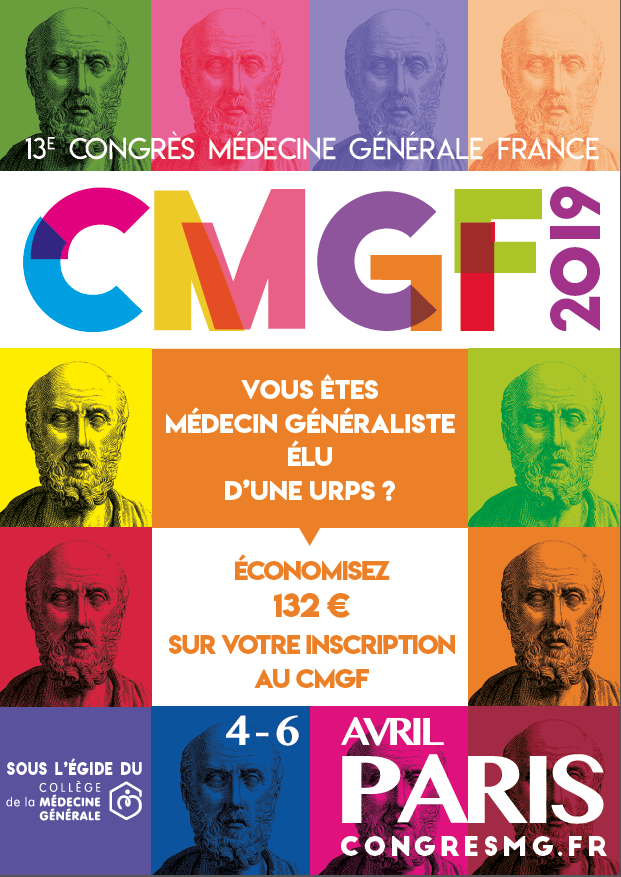 13E CONGRÈS MÉDECINE GÉNÉRALE FRANCE
CMGF 2019
VOUS ÊTES
MÉDECIN GÉNÉRALISTE
ÉLU
D'UNE URPS ?
ÉCONOMISEZ
132 €
SUR VOTRE INSCRIPTION
AU CMGF
4-6 AVRIL
PARIS
CONGRESMG.FR
SOUS L'ÉGIDE DU
COLLÈGE
de la MÉDECINE
GÉNÉRALE